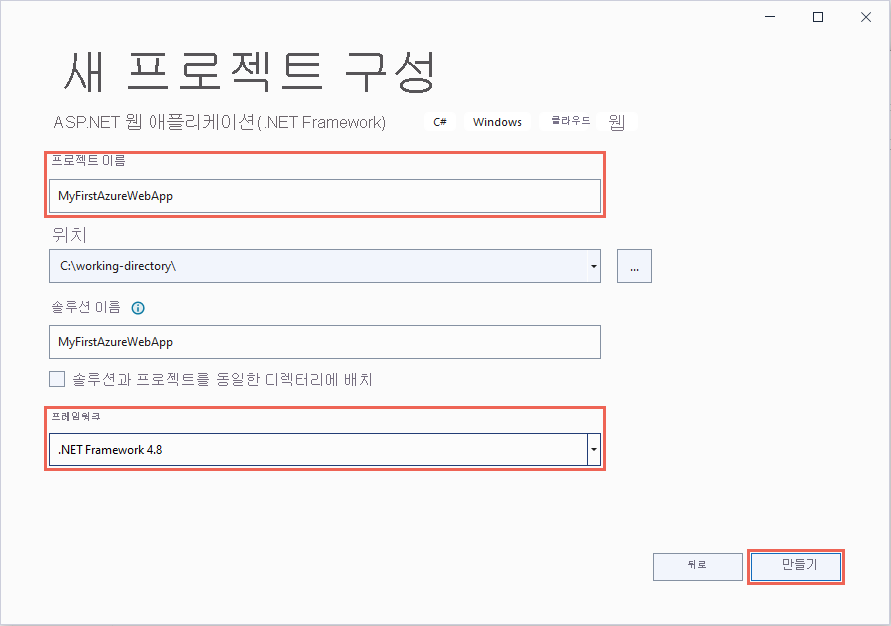 새 프로젝트 구성
ASP.NET 웹 애플리케이션(.NET Framework) C# Windows 클라우드 웹
프로젝트 이름
MyFirstAzureWebApp
위치
C:\working-directory\
...
솔루션 이름
MyFirstAzureWebApp
솔루션과 프로젝트를 동일한 디렉터리에 배치
프레임워크
.NET Framework 4.8
뒤로 만들기